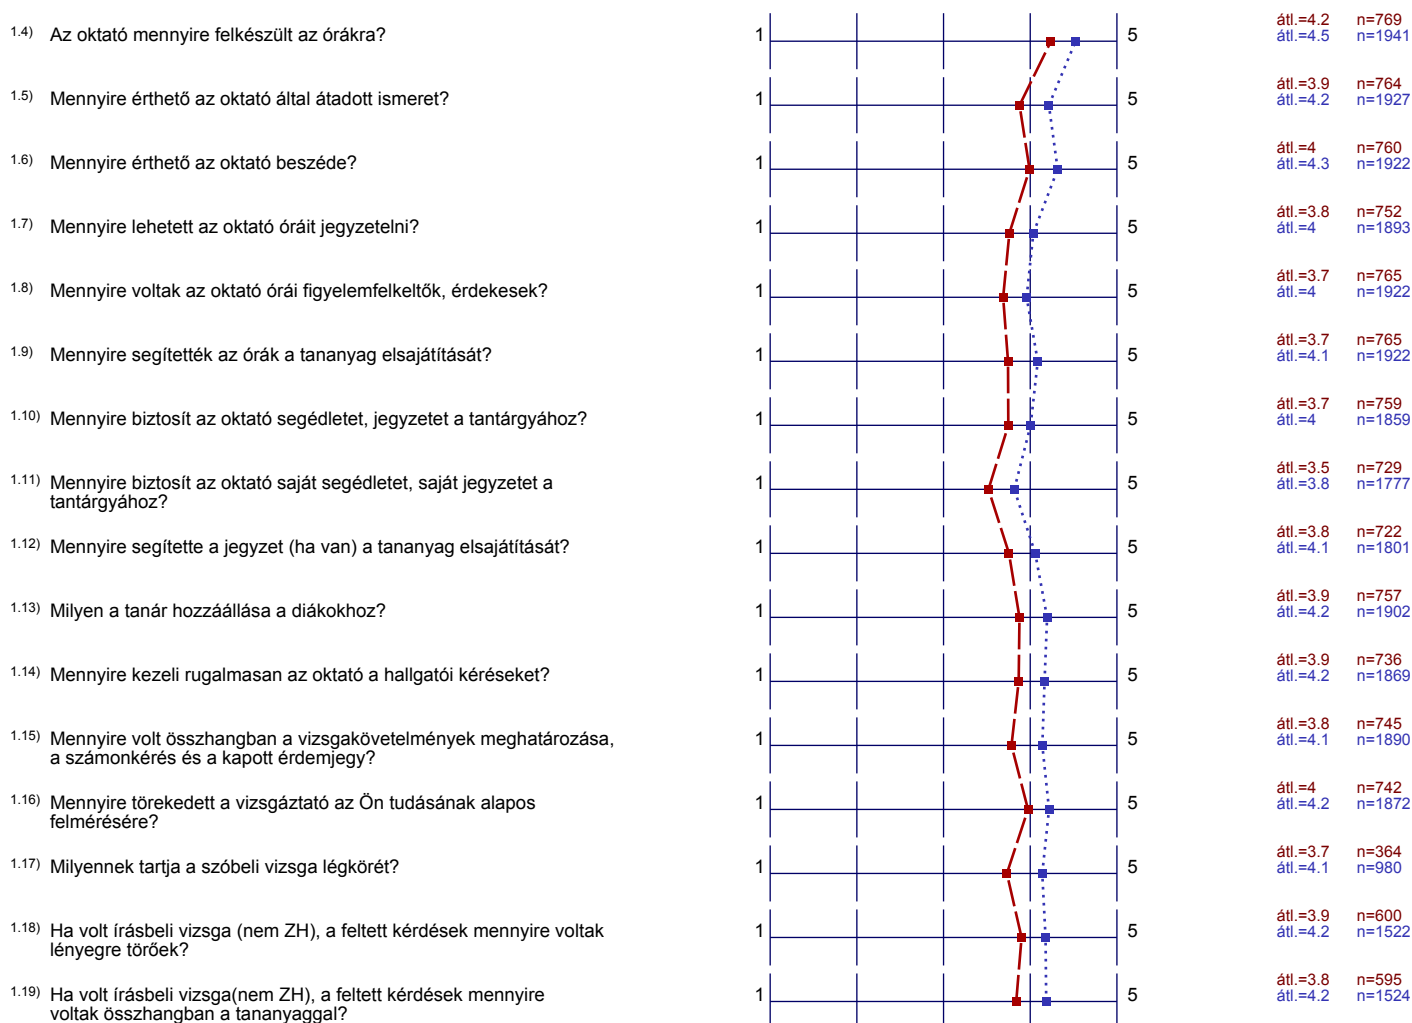 1.4) Az oktató mennyire felkészült az órákra? 1 5 átl.=4.2 n=769
átl.=4.5 n=1941
1.5) Mennyire érthető az oktató által átadott ismeret? 1 5 átl.=3.9 n=764
átl.=4.2 n=1927
1.6) Mennyire érthető az oktató beszéde? 1 5 átl.=4 n=760
átl.=4.3 n=1922
1.7) Mennyire lehetett az oktató óráit jegyzetelni? 1 5 átl.=3.8 n=752
átl.=4 n=1893
1.8) Mennyire voltak az oktató órái figyelemfelkeltők, érdekesek? 1 5 átl.=3.7 n=765
átl.=4 n=1922
1.9) Mennyire segítették az órák a tananyag elsajátítását? 1 5 átl.=3.7 n=765
átl.=4.1 n=1922
1.10) Mennyire biztosít az oktató segédletet, jegyzetet a tantárgyához? 1 5 átl.=3.7 n=759
átl.=4 n=1859
1.11) Mennyire biztosít az oktató saját segédletet, saját jegyzetet a 1 5 átl.=3.5 n=729
tantárgyához? átl.=3.8 n=1777
1.12) Mennyire segítette a jegyzet (ha van) a tananyag elsajátítását? 1 5 átl.=3.8 n=722
átl.=4.1 n=1801
1.13) Milyen a tanár hozzáállása a diákokhoz? 1 5 átl.=3.9 n=757
átl.=4.2 n=1902
1.14) Mennyire kezeli rugalmasan az oktató a hallgatói kéréseket? 1 5 átl.=3.9 n=736
átl.=4.2 n=1869
1.15) Mennyire volt összhangban a vizsgakövetelmények meghatározása, 1 5 átl.=3.8 n=745
a számonkérés és a kapott érdemjegy? átl.=4.1 n=1890
1.16) Mennyire törekedett a vizsgáztató az Ön tudásának alapos 1 5 átl.=4 n=742
felmérésére? átl.=4.2 n=1872
1.17) Milyennek tartja a szóbeli vizsga légkörét? 1 5 átl.=3.7 n=364
átl.=4.1 n=980
1.18) Ha volt írásbeli vizsga (nem ZH), a feltett kérdések mennyire voltak 1 5 átl.=3.9 n=600
lényegre törőek? átl.=4.2 n=1522
1.19) Ha volt írásbeli vizsga(nem ZH), a feltett kérdések mennyire 1 5 átl.=3.8 n=595
voltak összhangban a tananyaggal? átl.=4.2 n=1524